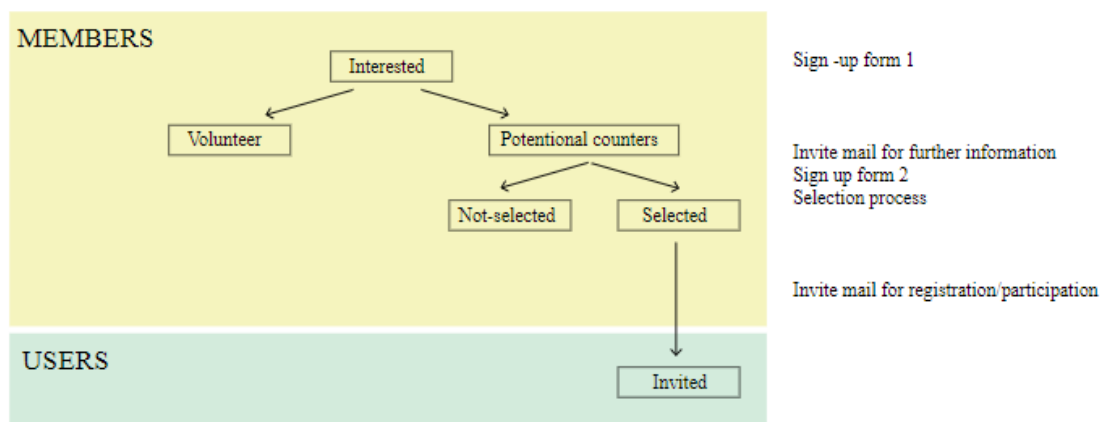 MEMBERS
Interested
Sign -up form 1
Volunteer
Potentional counters
Invite mail for further information
Sign up form 2
Selection process
Not-selected
Selected
Invite mail for registration/participation
USERS
Invited